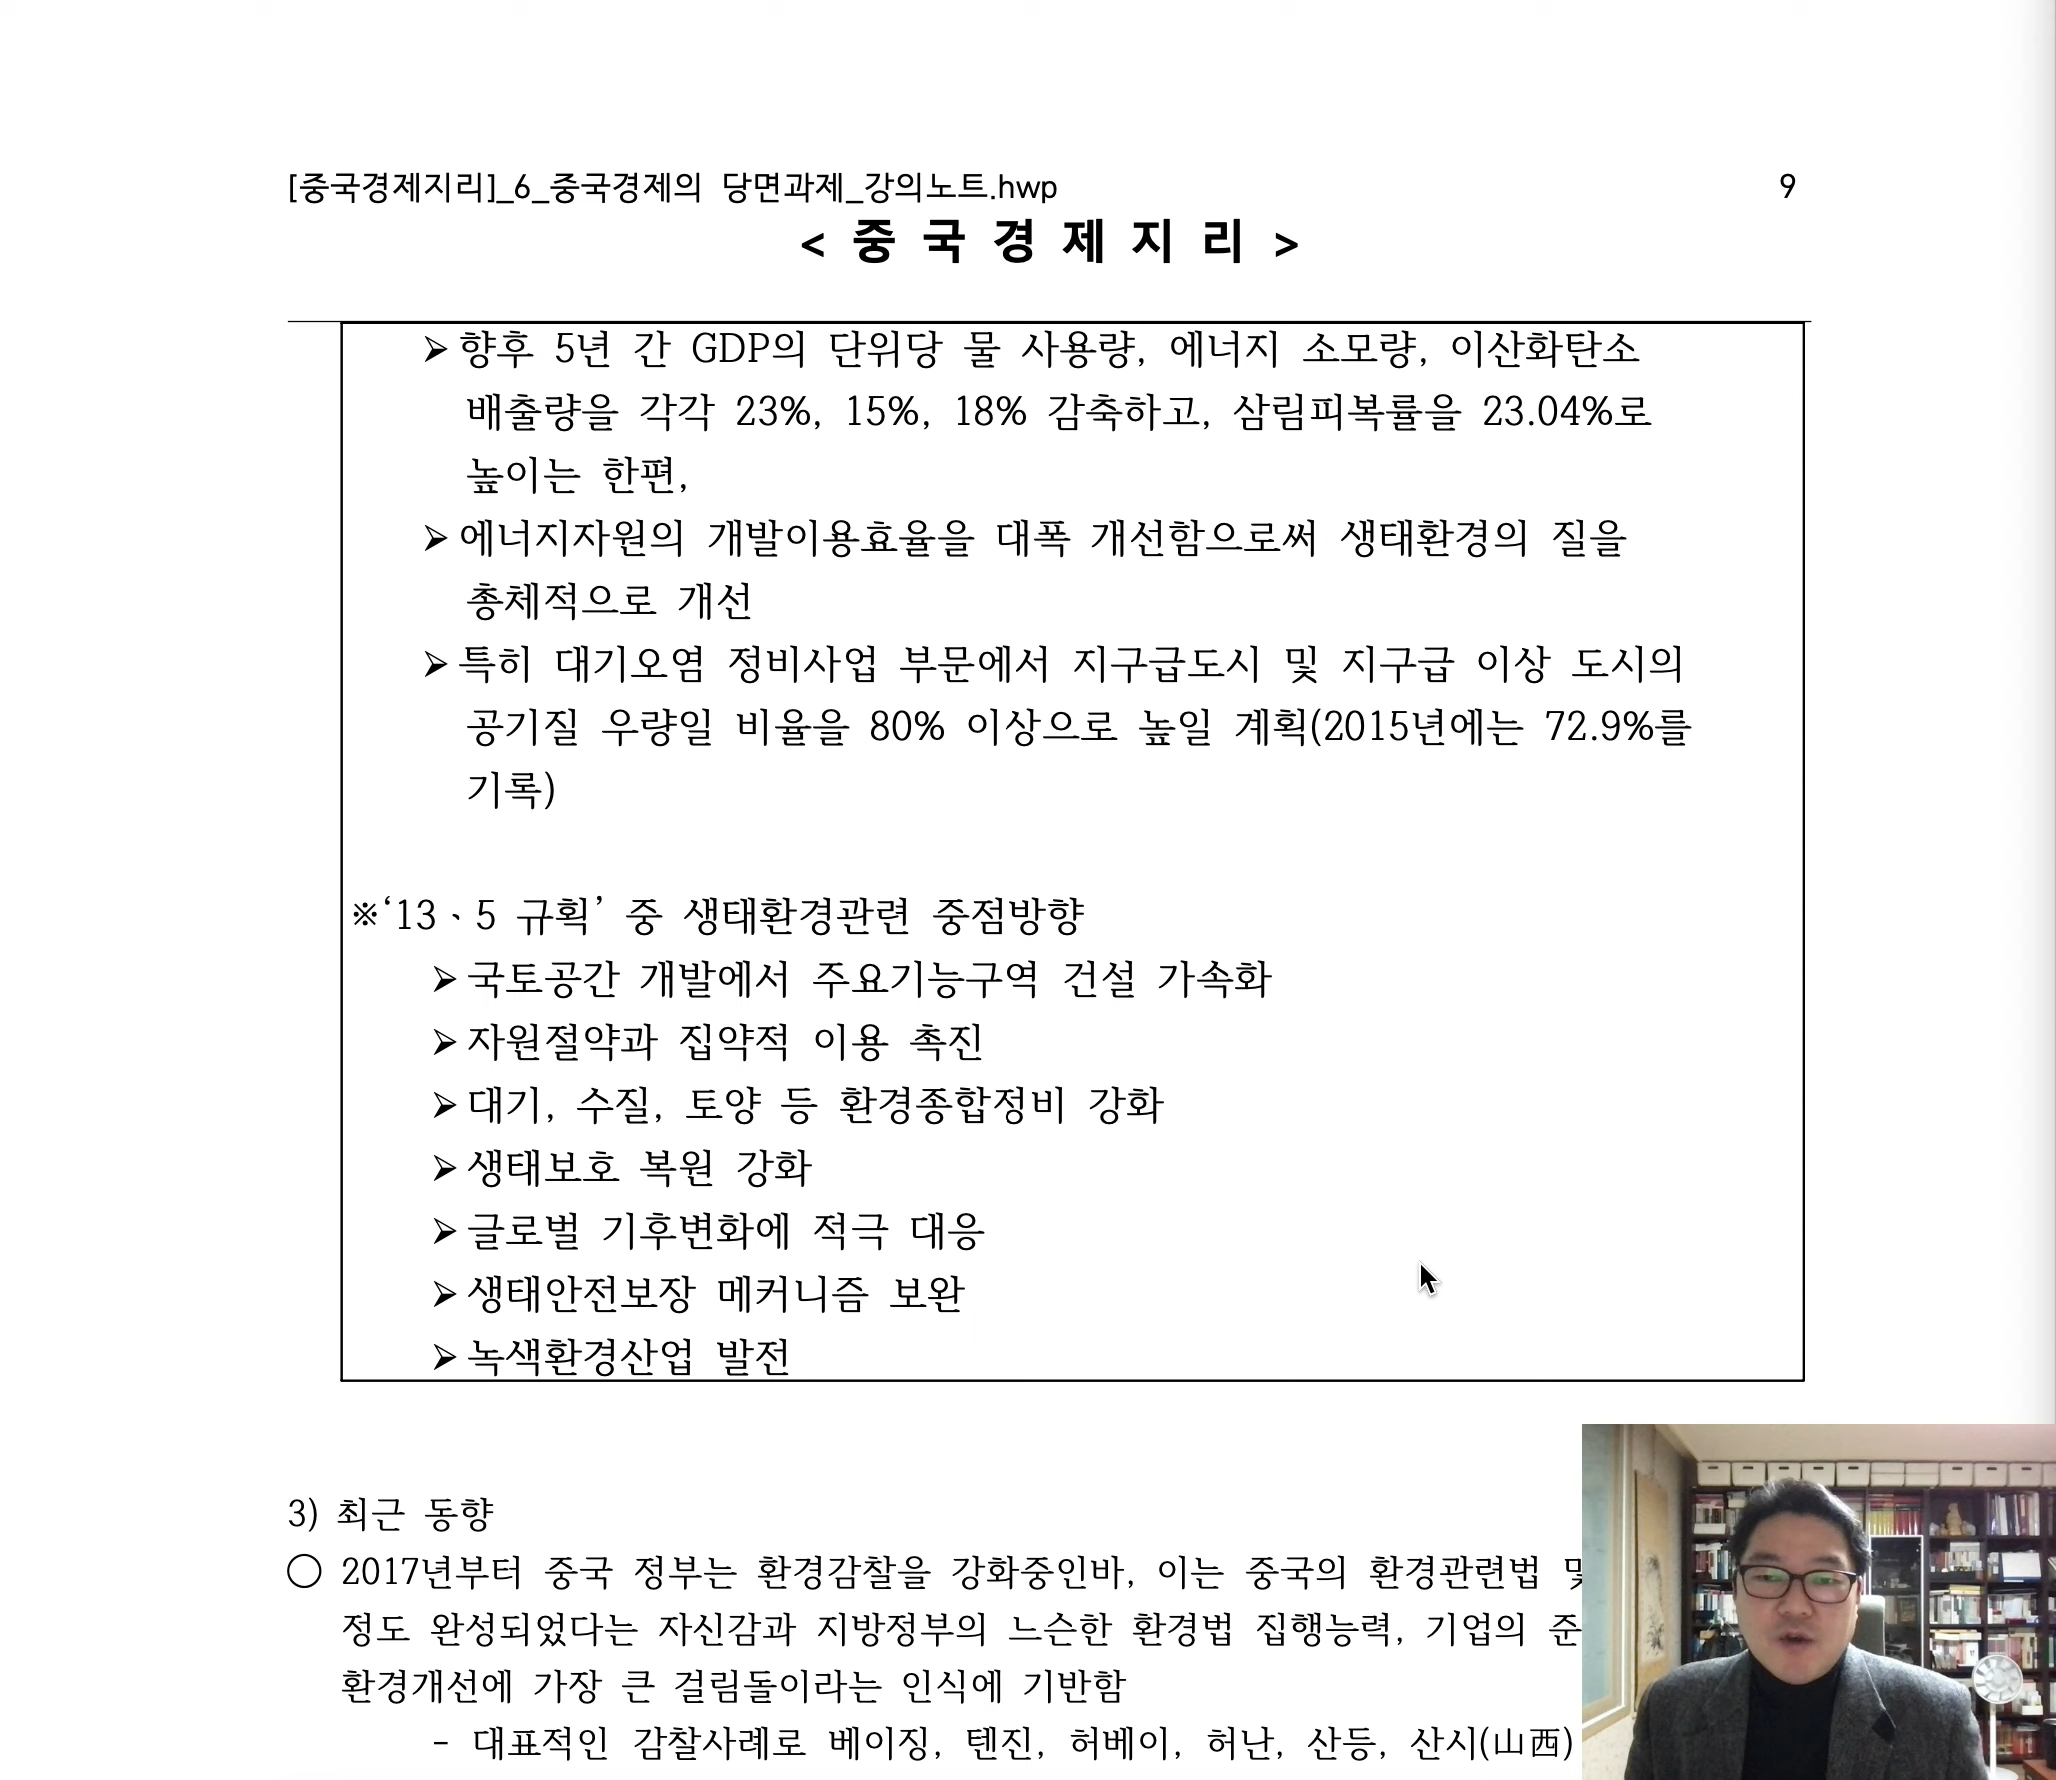 [중국경제지리]_6_중국경제의 당면과제_강의노트.hwp 9
< 중 국 경 제 지 리 >
➢ 향후 5년 간 GDP의 단위당 물 사용량, 에너지 소모량, 이산화탄소
배출량을 각각 23%, 15%, 18% 감축하고, 삼림피복률을 23.04%로
높이는 한편,
➢ 에너지자원의 개발이용효율을 대폭 개선함으로써 생태환경의 질을
총체적으로 개선
➢ 특히 대기오염 정비사업 부문에서 지구급도시 및 지구급 이상 도시의
공기질 우량일 비율을 80% 이상으로 높일 계획(2015년에는 72.9%를
기록)
※‘13、5 규획’ 중 생태환경관련 중점방향
➢ 국토공간 개발에서 주요기능구역 건설 가속화
➢ 자원절약과 집약적 이용 촉진
➢ 대기, 수질, 토양 등 환경종합정비 강화
➢ 생태보호 복원 강화
➢ 글로벌 기후변화에 적극 대응
➢ 생태안전보장 메커니즘 보완
➢ 녹색환경산업 발전
3) 최근 동향
○ 2017년부터 중국 정부는 환경감찰을 강화중인바, 이는 중국의 환경관련법
정도 완성되었다는 자신감과 지방정부의 느슨한 환경법 집행능력, 기업의 준
환경개선에 가장 큰 걸림돌이라는 인식에 기반함
- 대표적인 감찰사례로 베이징, 텐진, 허베이, 허난, 산등, 산시(山西)